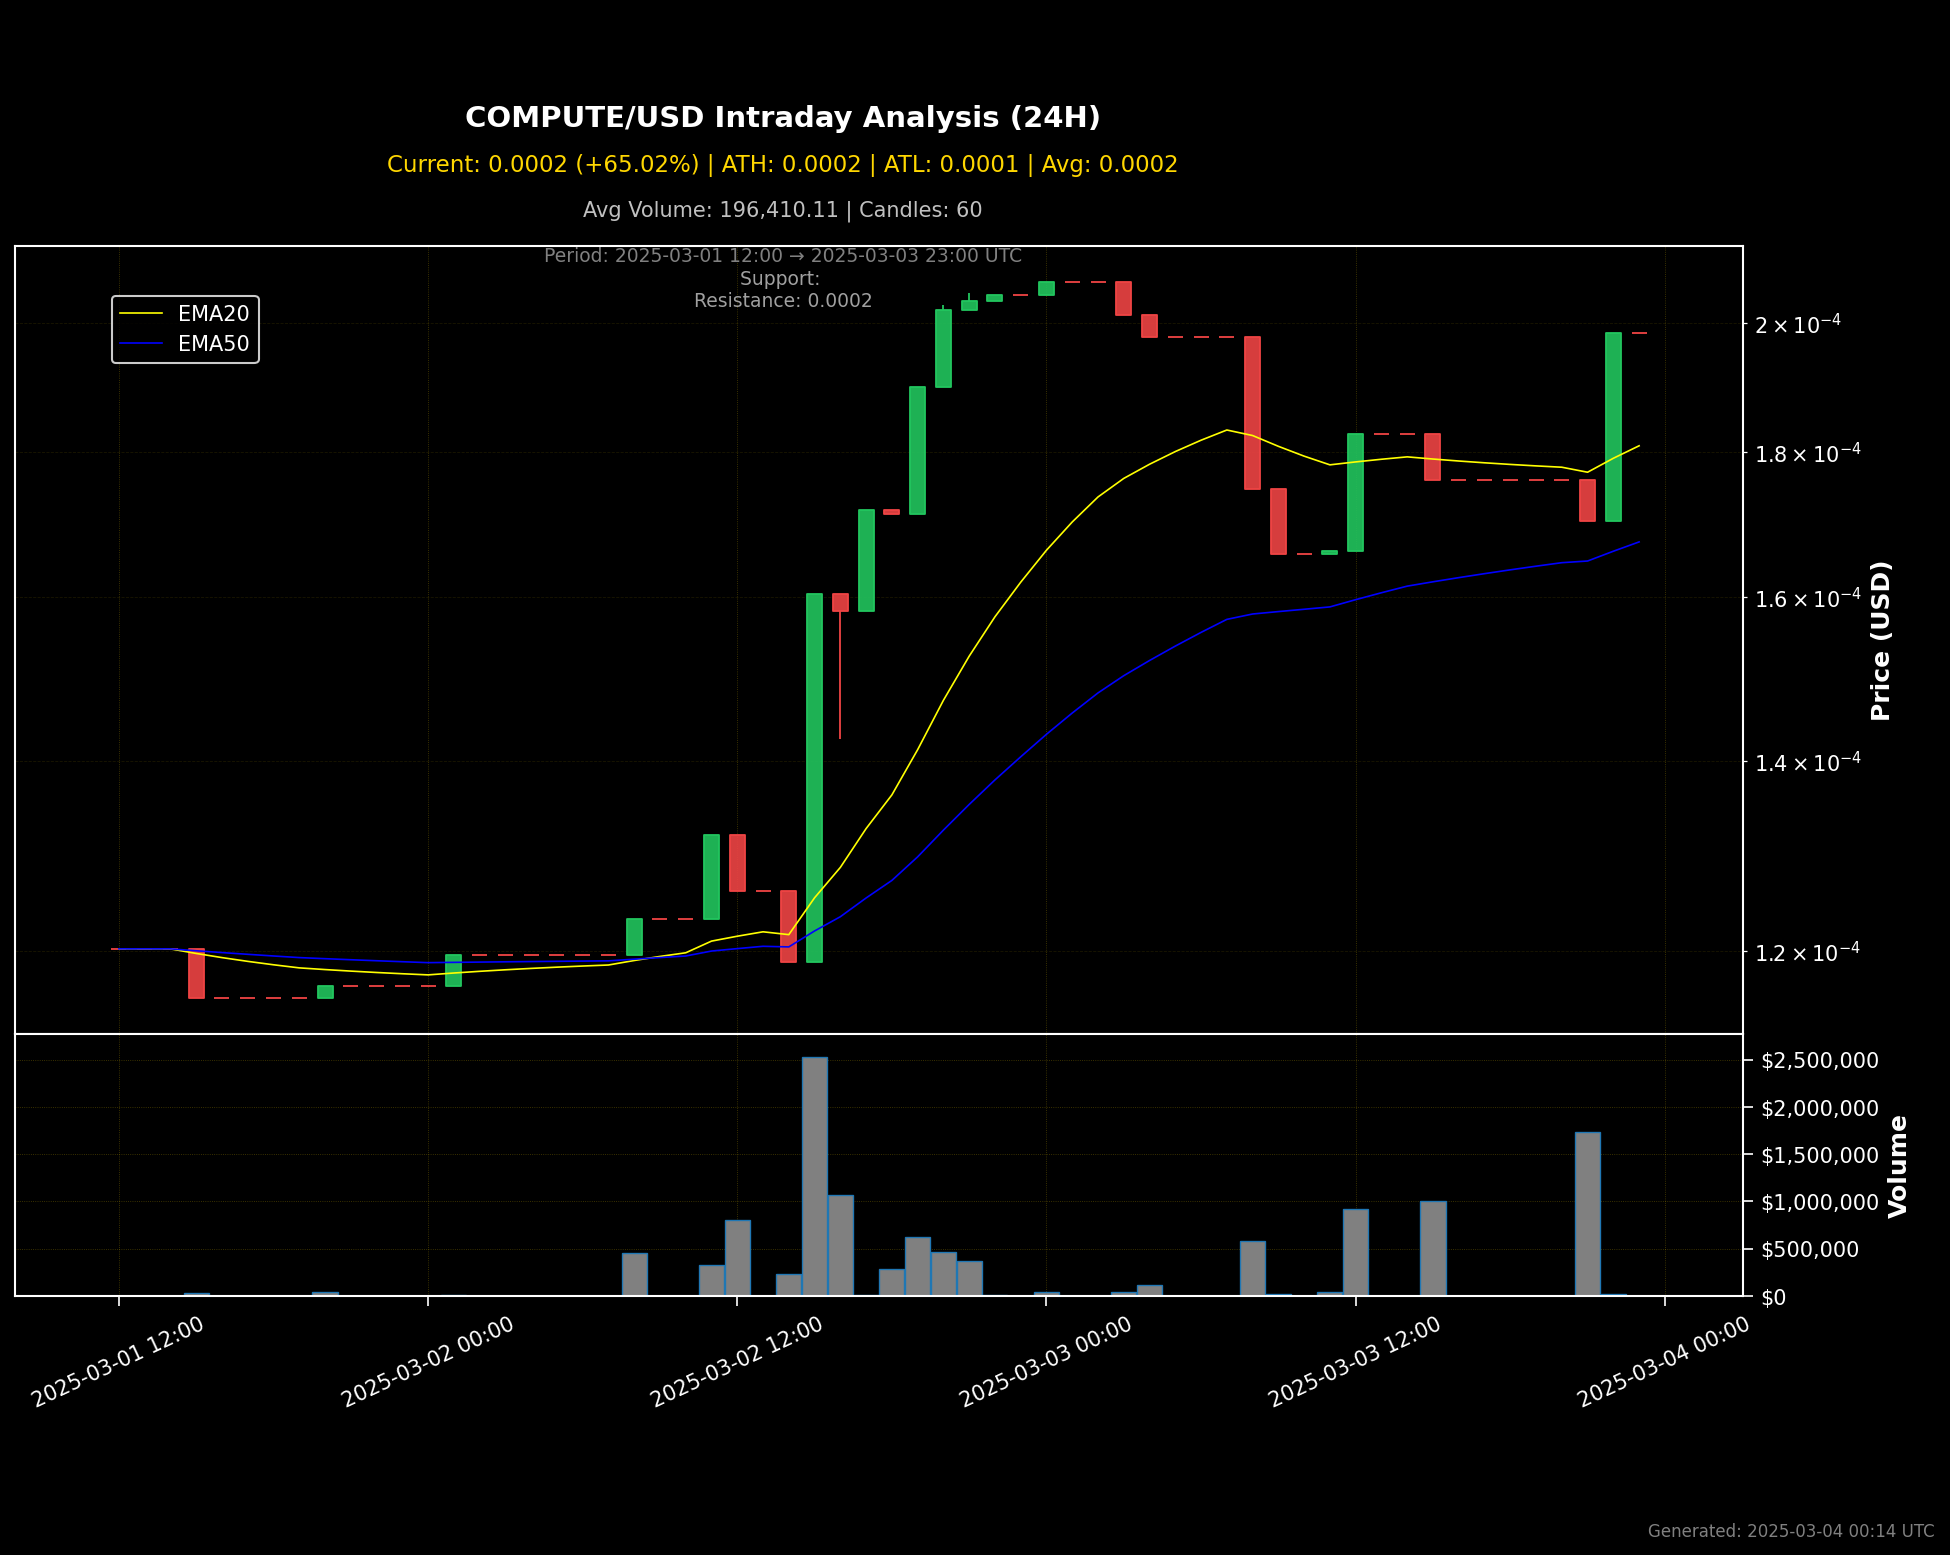 COMPUTE/USD Intraday Analysis (24H)
Current: 0.0002 (+65.02%) | ATH: 0.0002 | ATL: 0.0001 | Avg: 0.0002
Avg Volume: 196,410.11 | Candles: 60
Period: 2025-03-01 12:00 → 2025-03-03 23:00 UTC
Support:
Resistance: 0.0002
EMA20
EMA50
2 × 10⁻⁴
1.8 × 10⁻⁴
1.6 × 10⁻⁴
1.4 × 10⁻⁴
1.2 × 10⁻⁴
Price (USD)
$2,500,000
$2,000,000
$1,500,000
$1,000,000
$500,000
$0
Volume
2025-03-01 12:00
2025-03-02 00:00
2025-03-02 12:00
2025-03-03 00:00
2025-03-03 12:00
2025-03-04 00:00
Generated: 2025-03-04 00:14 UTC